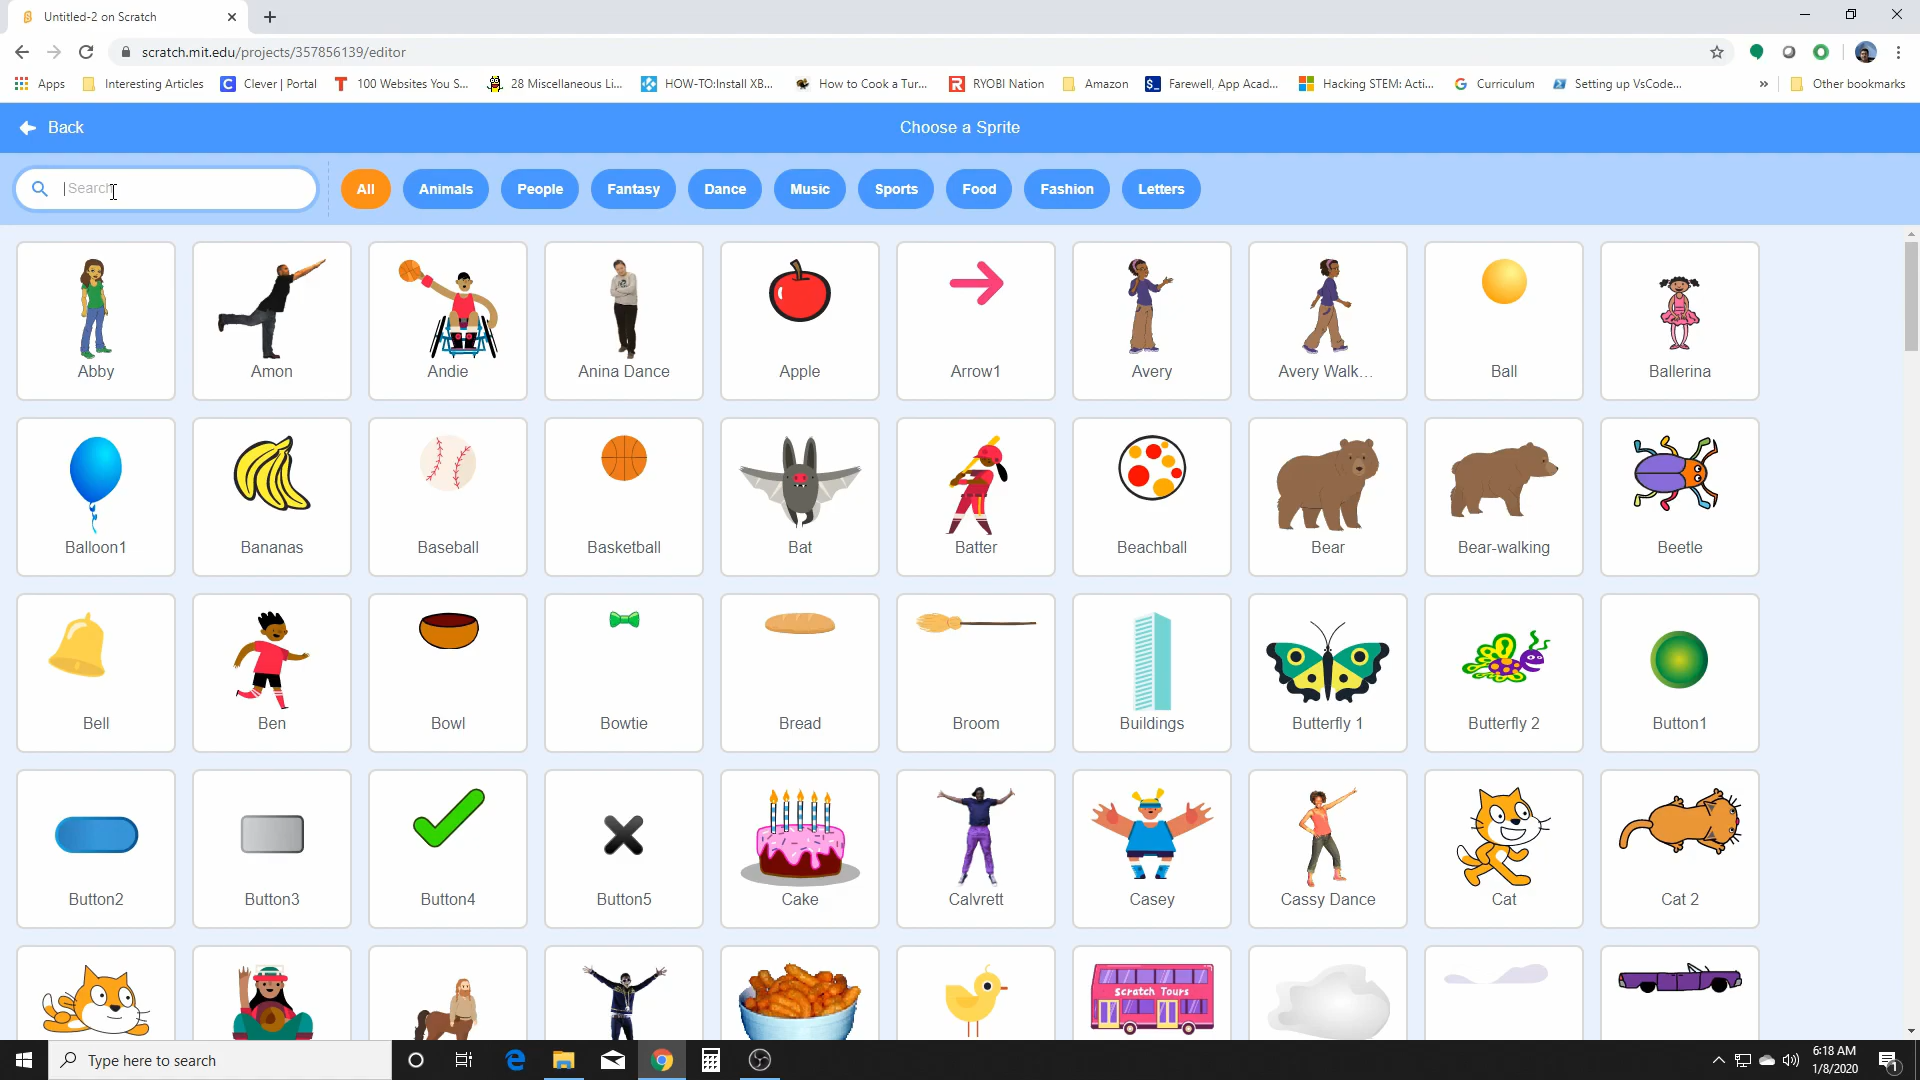 Untitled-2 on Scratch
scratch.mit.edu/projects/357856139/editor
Apps Interesting Articles Clever | Portal 100 Websites You S... 28 Miscellaneous Li... HOW-TO:Install XB... How to Cook a Tur... RYOBI Nation Amazon Farewell, App Acad... Hacking STEM: Acti... Curriculum Setting up VsCode... » Other bookmarks
Back Choose a Sprite
Search All Animals People Fantasy Dance Music Sports Food Fashion Letters
Abby Amon Andie Anina Dance Apple Arrow1 Avery Avery Walk... Ball Ballerina
Balloon1 Bananas Baseball Basketball Bat Batter Beachball Bear Bear-walking Beetle
Bell Ben Bowl Bowtie Bread Broom Buildings Butterfly 1 Butterfly 2 Button1
Button2 Button3 Button4 Button5 Cake Calvrett Casey Cassy Dance Cat Cat 2
Scratch Tours
Type here to search
6:18 AM
1/8/2020
1